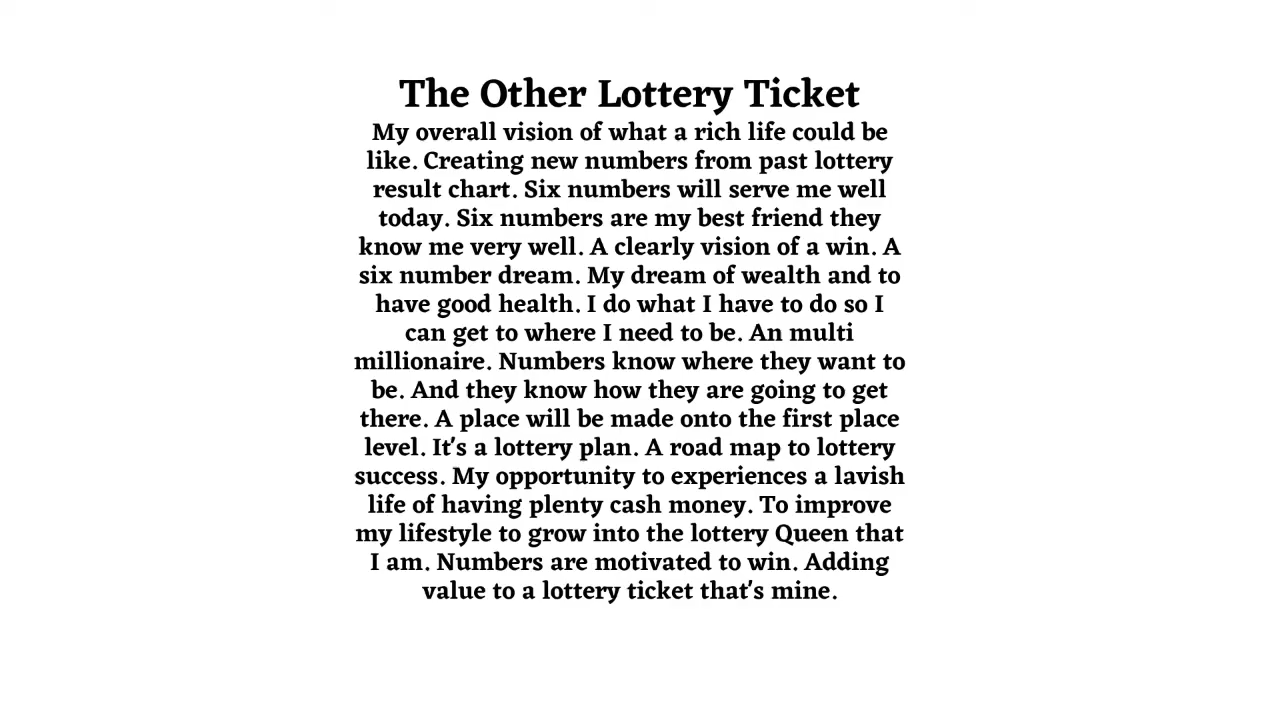 The Other Lottery Ticket
My overall vision of what a rich life could be
like. Creating new numbers from past lottery
result chart. Six numbers will serve me well
today. Six numbers are my best friend they
know me very well. A clearly vision of a win. A
six number dream. My dream of wealth and to
have good health. I do what I have to do so I
can get to where I need to be. An multi
millionaire. Numbers know where they want to
be. And they know how they are going to get
there. A place will be made onto the first place
level. It's a lottery plan. A road map to lottery
success. My opportunity to experiences a lavish
life of having plenty cash money. To improve
my lifestyle to grow into the lottery Queen that
I am. Numbers are motivated to win. Adding
value to a lottery ticket that's mine.